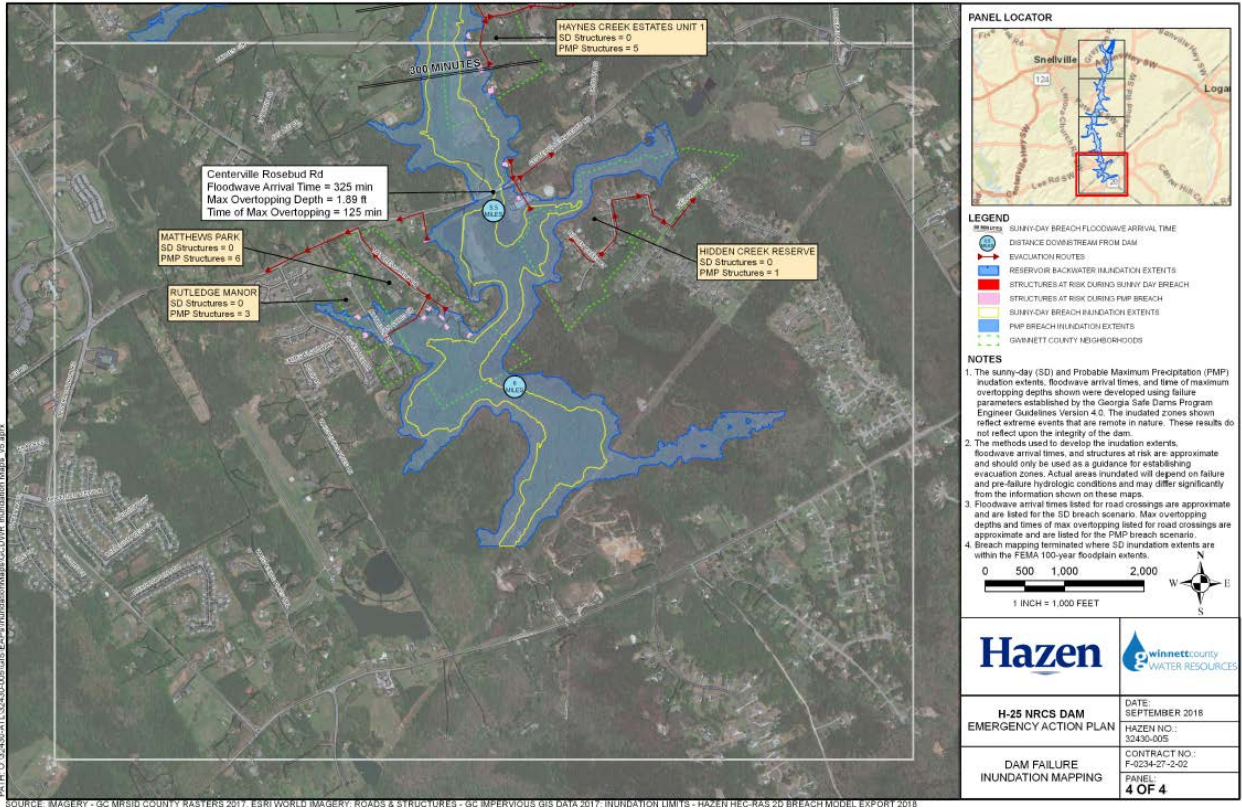 HAYNES CREEK ESTATES UNIT 1
SD Structures = 0
PMP Structures = 5
300 MINUTES
Centerville Rosebud Rd
Floodwave Arrival Time = 325 min
Max Overtopping Depth = 1.89 ft
Time of Max Overtopping = 125 min
5.5
MILES
MATTHEWS PARK
SD Structures = 0
PMP Structures = 6
HIDDEN CREEK RESERVE
SD Structures = 0
PMP Structures = 1
RUTLEDGE MANOR
SD Structures = 0
PMP Structures = 3
6
MILES
PANEL LOCATOR
Snellville
124
Logan
Lee Rd SW
20
LEGEND
SUNNY-DAY BREACH FLOODWAVE ARRIVAL TIME
DISTANCE DOWNSTREAM FROM DAM
EVACUATION ROUTES
RESERVOIR BACKWATER INUNDATION EXTENTS
STRUCTURES AT RISK DURING SUNNY DAY BREACH
STRUCTURES AT RISK DURING PMP BREACH
SUNNY-DAY BREACH INUNDATION EXTENTS
PMP BREACH INUNDATION EXTENTS
GWINNETT COUNTY NEIGHBORHOODS
NOTES
1. The sunny-day (SD) and Probable Maximum Precipitation (PMP)
inudation extents, floodwave arrival times, and time of maximum
overtopping depths shown were developed using failure
parameters established by the Georgia Safe Dams Program
Engineer Guidelines Version 4.0. The inudated zones shown
reflect extreme events that are remote in nature. These results do
not reflect upon the integrity of the dam.
2. The methods used to develop the inudation extents,
floodwave arrival times, and structures at risk are approximate
and should only be used as a guidance for establishing
evacuation zones. Actual areas inundated will depend on failure
and pre-failure hydrologic conditions and may differ significantly
from the information shown on these maps.
3. Floodwave arrival times listed for road crossings are approximate
and are listed for the SD breach scenario. Max overtopping
depths and times of max overtopping listed for road crossings are
approximate and are listed for the PMP breach scenario.
4. Breach mapping terminated where SD inundation extents are
within the FEMA 100-year floodplain extents.
0 500 1,000 2,000
1 INCH = 1,000 FEET
N
W E
S
Hazen
gwinnettcounty
WATER RESOURCES
H-25 NRCS DAM
EMERGENCY ACTION PLAN
DATE:
SEPTEMBER 2018
HAZEN NO.:
32430-005
DAM FAILURE
INUNDATION MAPPING
CONTRACT NO.:
F-0234-27-2-02
PANEL:
4 OF 4
SOURCE: IMAGERY - GC MRSID COUNTY RASTERS 2017, ESRI WORLD IMAGERY; ROADS & STRUCTURES - GC IMPERVIOUS GIS DATA 2017; INUNDATION LIMITS - HAZEN HEC-RAS 2D BREACH MODEL EXPORT 2018